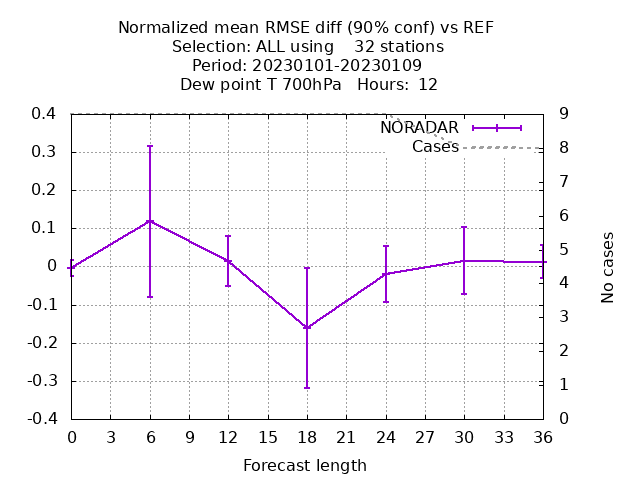 Normalized mean RMSE diff (90% conf) vs REF
Selection: ALL using    32 stations
Period: 20230101-20230109
Dew point T 700hPa   Hours:  12
0.4
0.3
0.2
0.1
0
-0.1
-0.2
-0.3
-0.4
NORADAR
Cases
9
8
7
6
5
4
3
2
1
0
No cases
0 3 6 9 12 15 18 21 24 27 30 33 36
Forecast length